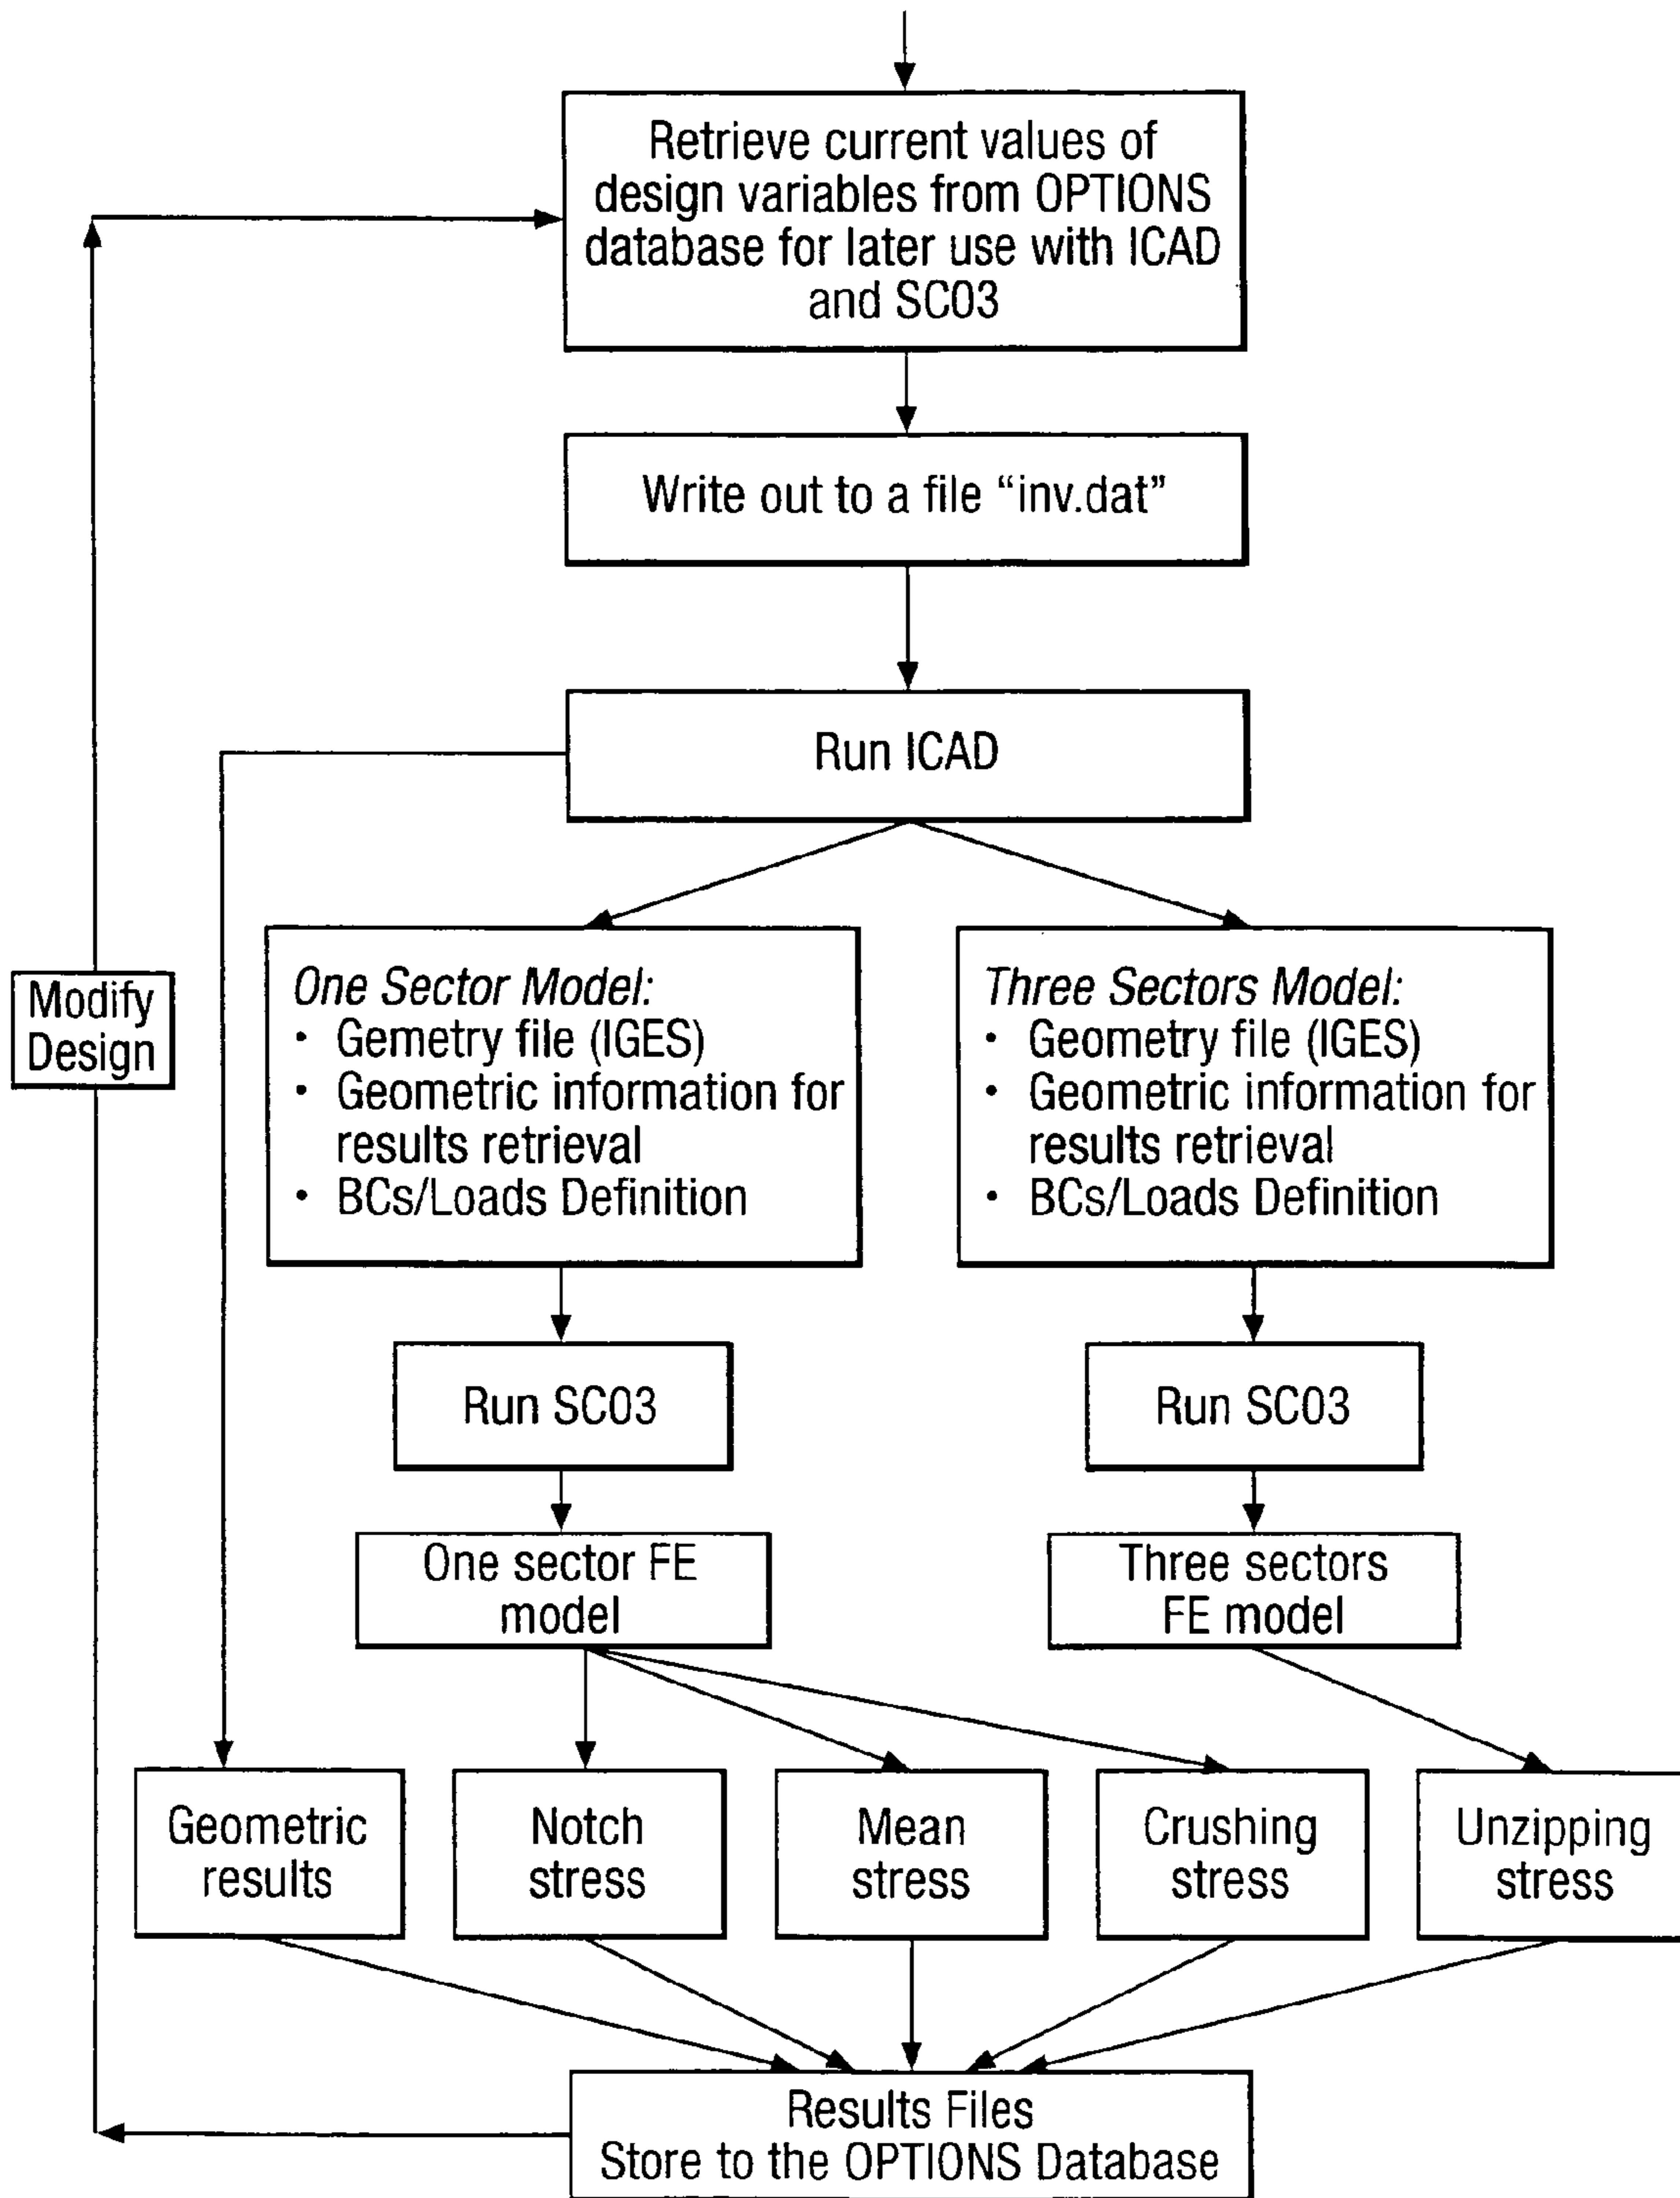 Retrieve current values of
design variables from OPTIONS
database for later use with ICAD
and SC03
Write out to a file “inv.dat”
Run ICAD
Modify
Design
One Sector Model:
• Gemetry file (IGES)
• Geometric information for
results retrieval
• BCs/Loads Definition
Three Sectors Model:
• Geometry file (IGES)
• Geometric information for
results retrieval
• BCs/Loads Definition
Run SC03
Run SC03
One sector FE
model
Three sectors
FE model
Geometric
results
Notch
stress
Mean
stress
Crushing
stress
Unzipping
stress
Results Files
Store to the OPTIONS Database